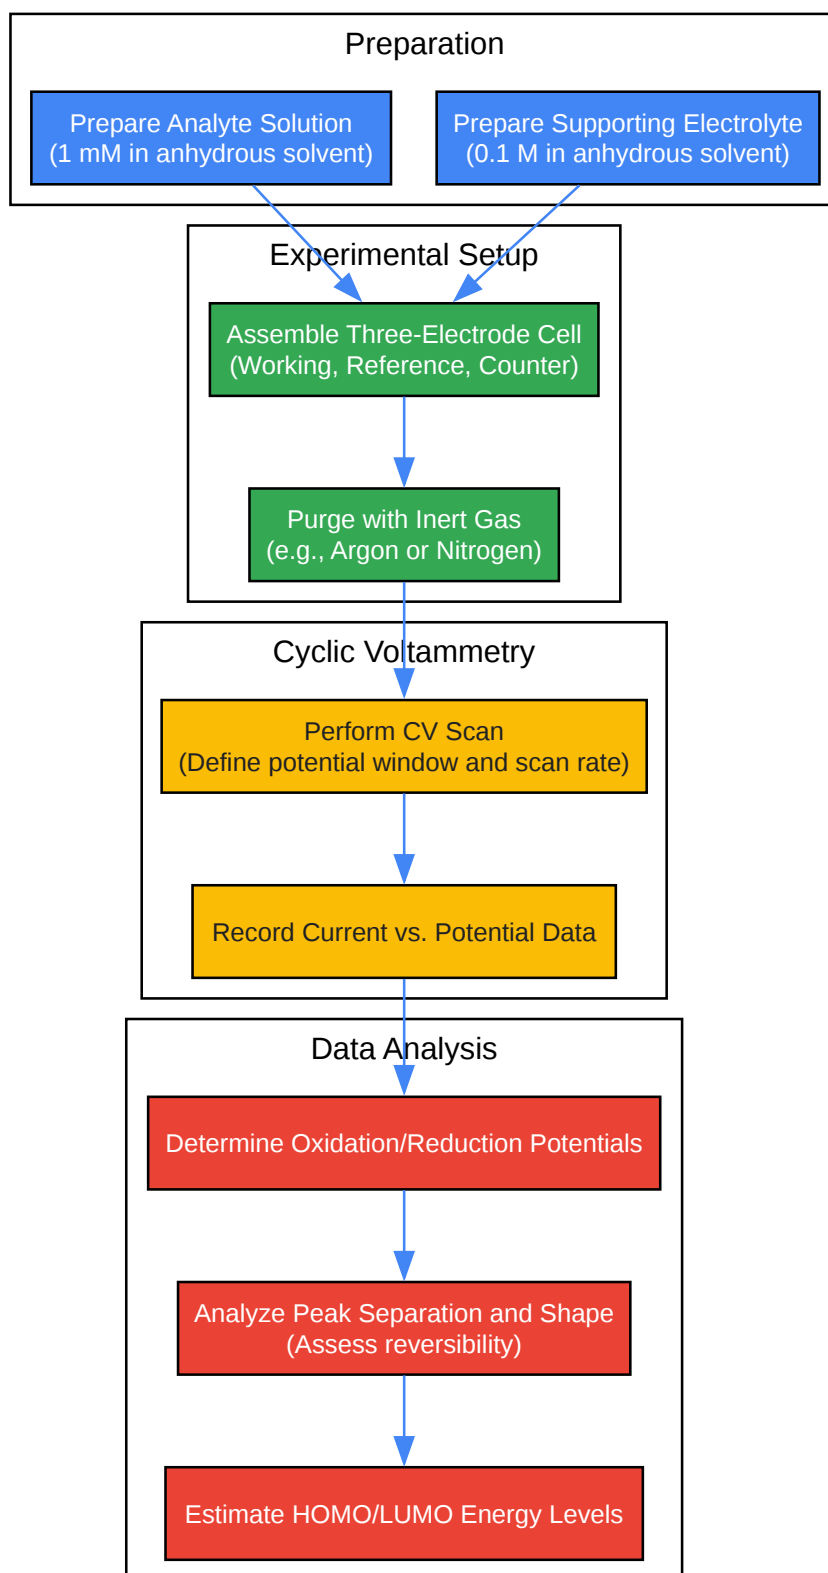 Preparation
Prepare Analyte Solution
(1 mM in anhydrous solvent)
Prepare Supporting Electrolyte
(0.1 M in anhydrous solvent)
Experimental Setup
Assemble Three-Electrode Cell
(Working, Reference, Counter)
Purge with Inert Gas
(e.g., Argon or Nitrogen)
Cyclic Voltammetry
Perform CV Scan
(Define potential window and scan rate)
Record Current vs. Potential Data
Data Analysis
Determine Oxidation/Reduction Potentials
Analyze Peak Separation and Shape
(Assess reversibility)
Estimate HOMO/LUMO Energy Levels